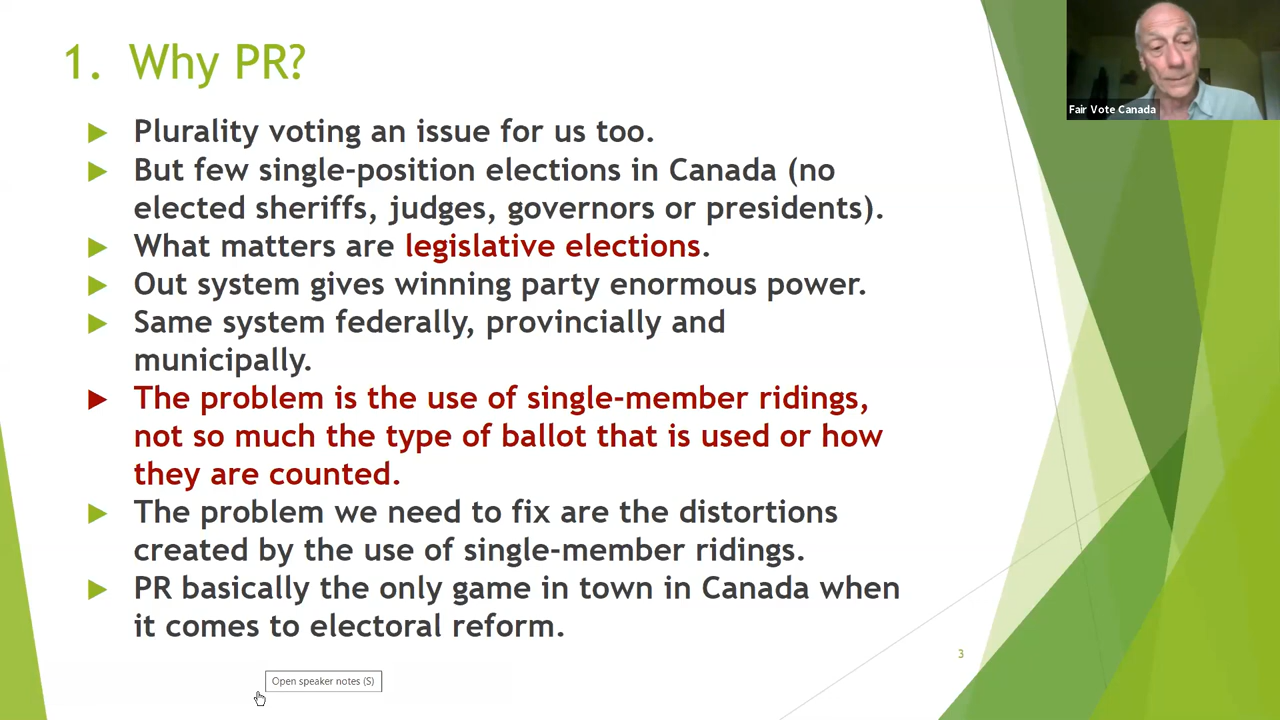 1. Why PR?
Plurality voting an issue for us too.
But few single-position elections in Canada (no
elected sheriffs, judges, governors or presidents).
What matters are legislative elections.
Out system gives winning party enormous power.
Same system federally, provincially and
municipally.
The problem is the use of single-member ridings,
not so much the type of ballot that is used or how
they are counted.
The problem we need to fix are the distortions
created by the use of single-member ridings.
PR basically the only game in town in Canada when
it comes to electoral reform.
3
Open speaker notes (S)
Fair Vote Canada